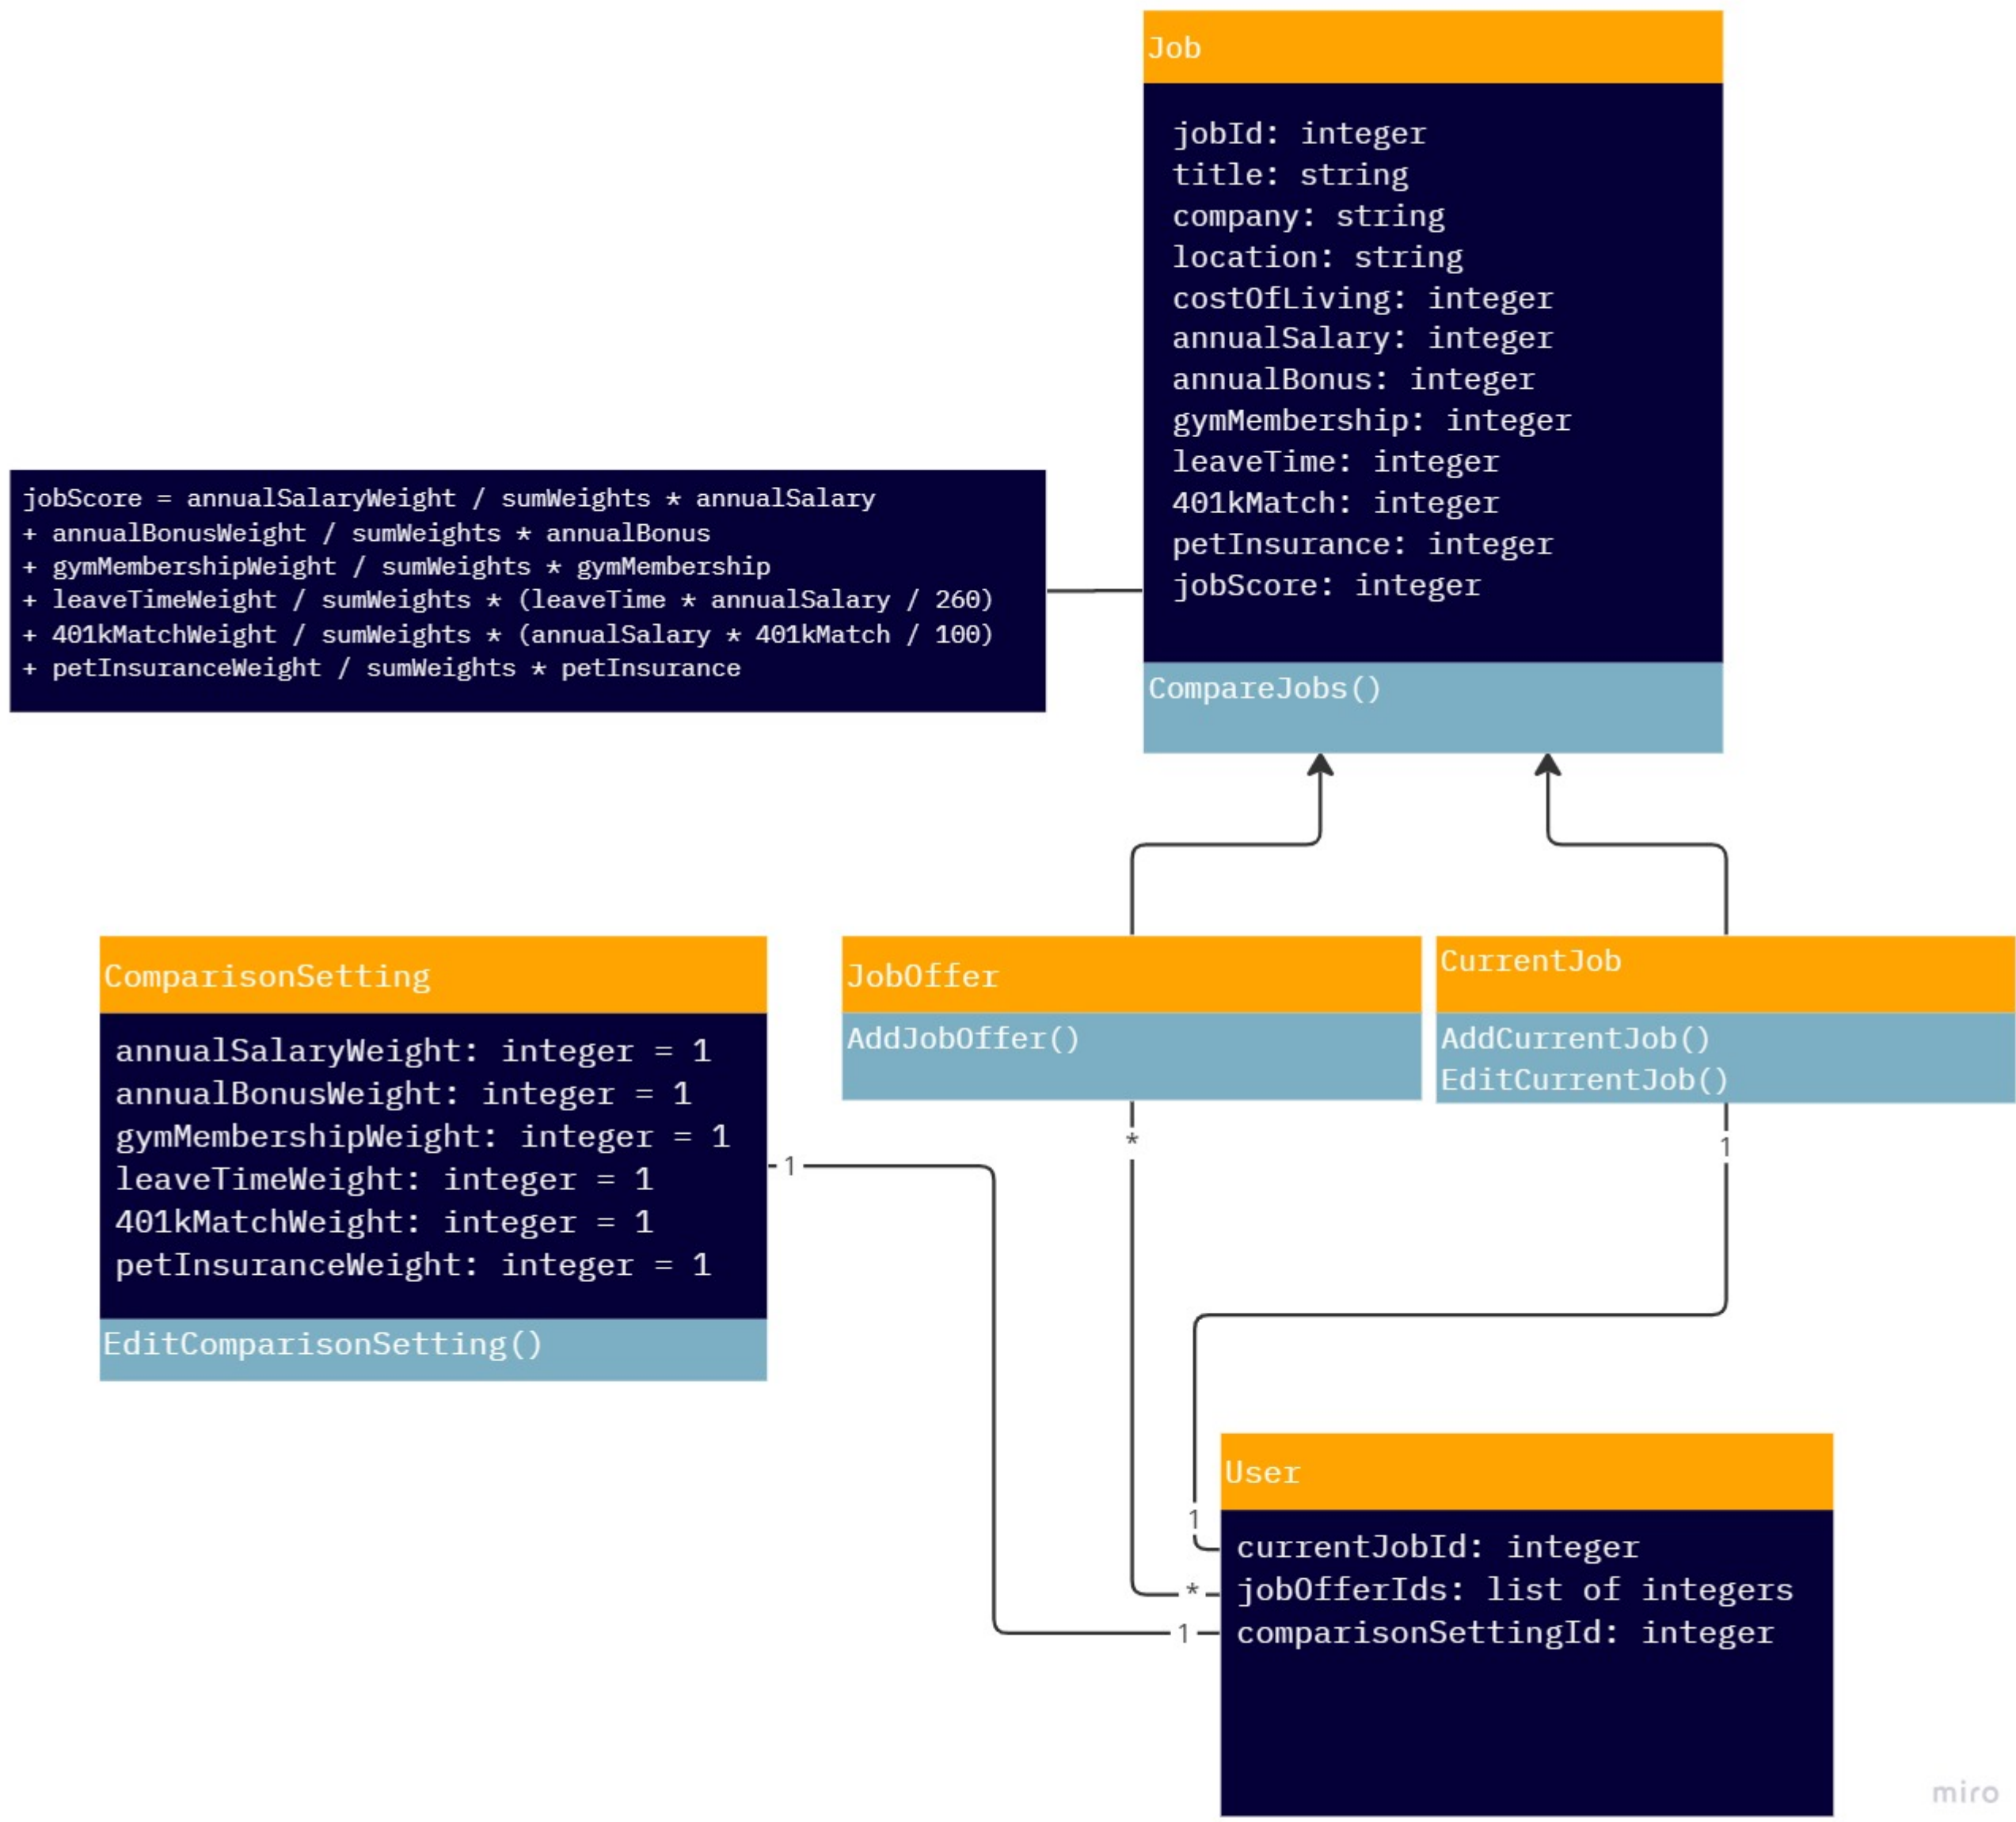 Job
jobId: integer
title: string
company: string
location: string
costOfLiving: integer
annualSalary: integer
annualBonus: integer
gymMembership: integer
leaveTime: integer
401kMatch: integer
petInsurance: integer
jobScore: integer
CompareJobs()
jobScore = annualSalaryWeight / sumWeights * annualSalary
+ annualBonusWeight / sumWeights * annualBonus
+ gymMembershipWeight / sumWeights * gymMembership
+ leaveTimeWeight / sumWeights * (leaveTime * annualSalary / 260)
+ 401kMatchWeight / sumWeights * (annualSalary * 401kMatch / 100)
+ petInsuranceWeight / sumWeights * petInsurance
ComparisonSetting
annualSalaryWeight: integer = 1
annualBonusWeight: integer = 1
gymMembershipWeight: integer = 1
leaveTimeWeight: integer = 1
401kMatchWeight: integer = 1
petInsuranceWeight: integer = 1
EditComparisonSetting()
1
JobOffer
AddJobOffer()
*
CurrentJob
AddCurrentJob()
EditCurrentJob()
1
User
1
currentJobId: integer
*
jobOfferIds: list of integers
1
comparisonSettingId: integer
miro